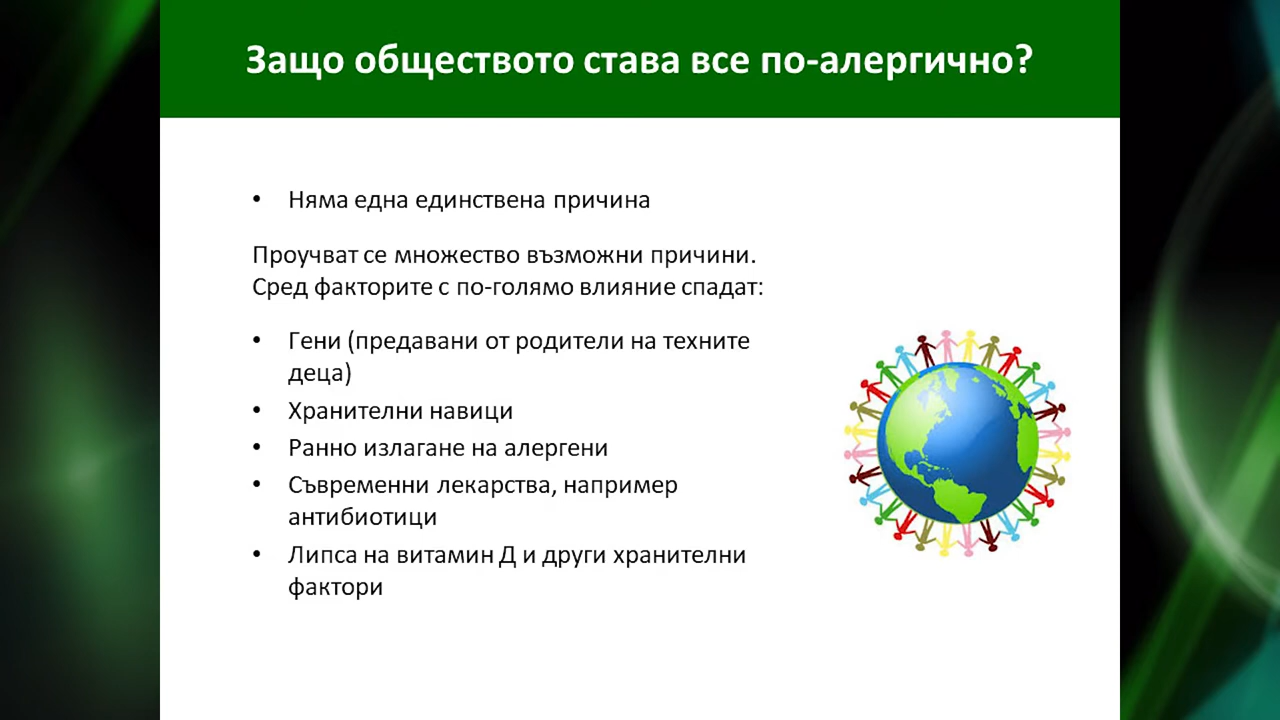 Защо обществото става все по-алергично?
• Няма една единствена причина
Проучват се множество възможни причини.
Сред факторите с по-голямо влияние спадат:
• Гени (предавани от родители на техните
деца)
• Хранителни навици
• Ранно излагане на алергени
• Съвременни лекарства, например
антибиотици
• Липса на витамин Д и други хранителни
фактори